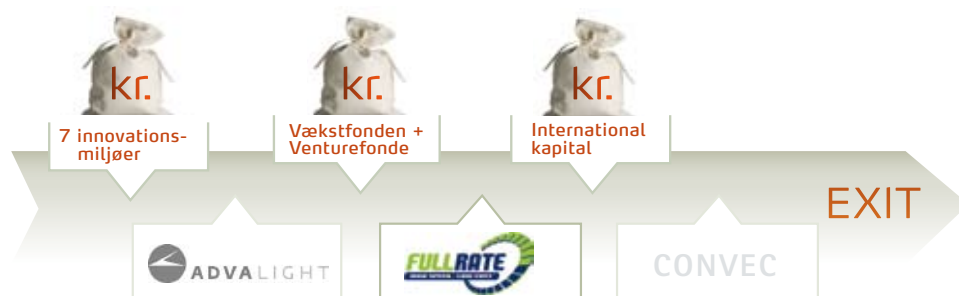 kr.
kr.
kr.
7 innovations-
miljøer
Vækstfonden +
Venturefonde
International
kapital
EXIT
ADVALIGHT
FULLRATE
CONVEC